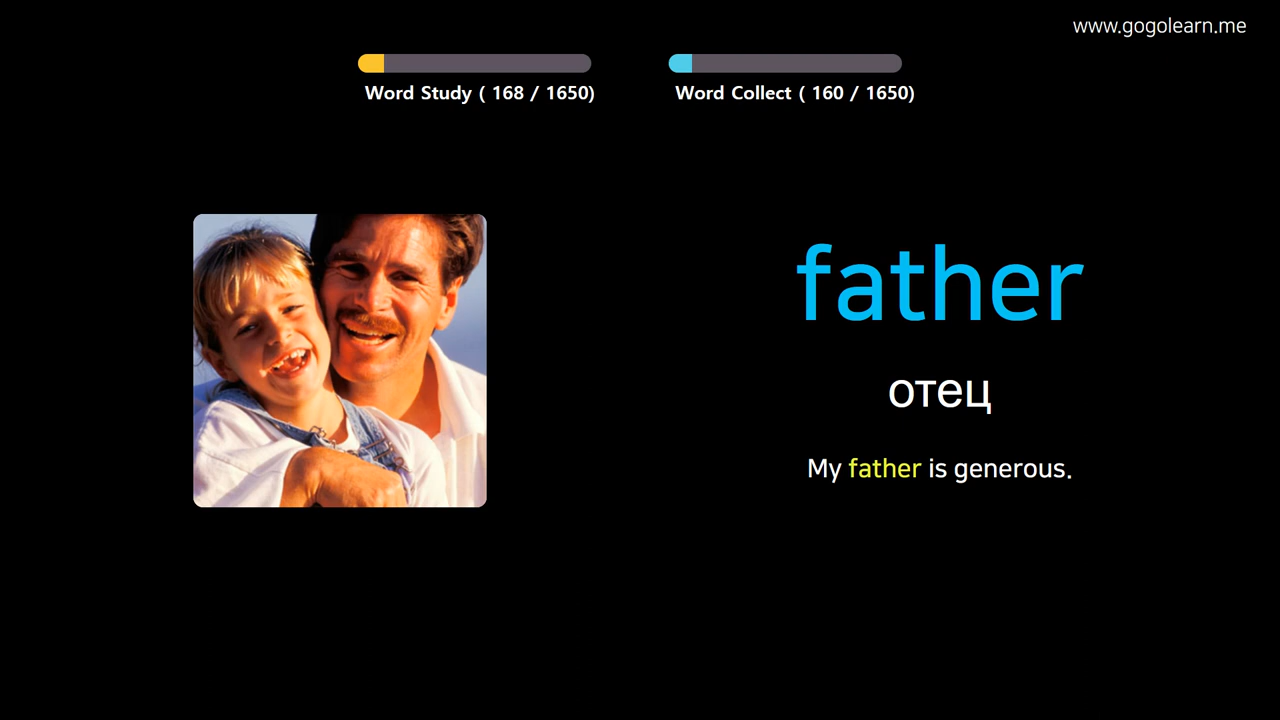 www.gogolearn.me
Word Study ( 168 / 1650)
Word Collect ( 160 / 1650)
father
отец
My father is generous.